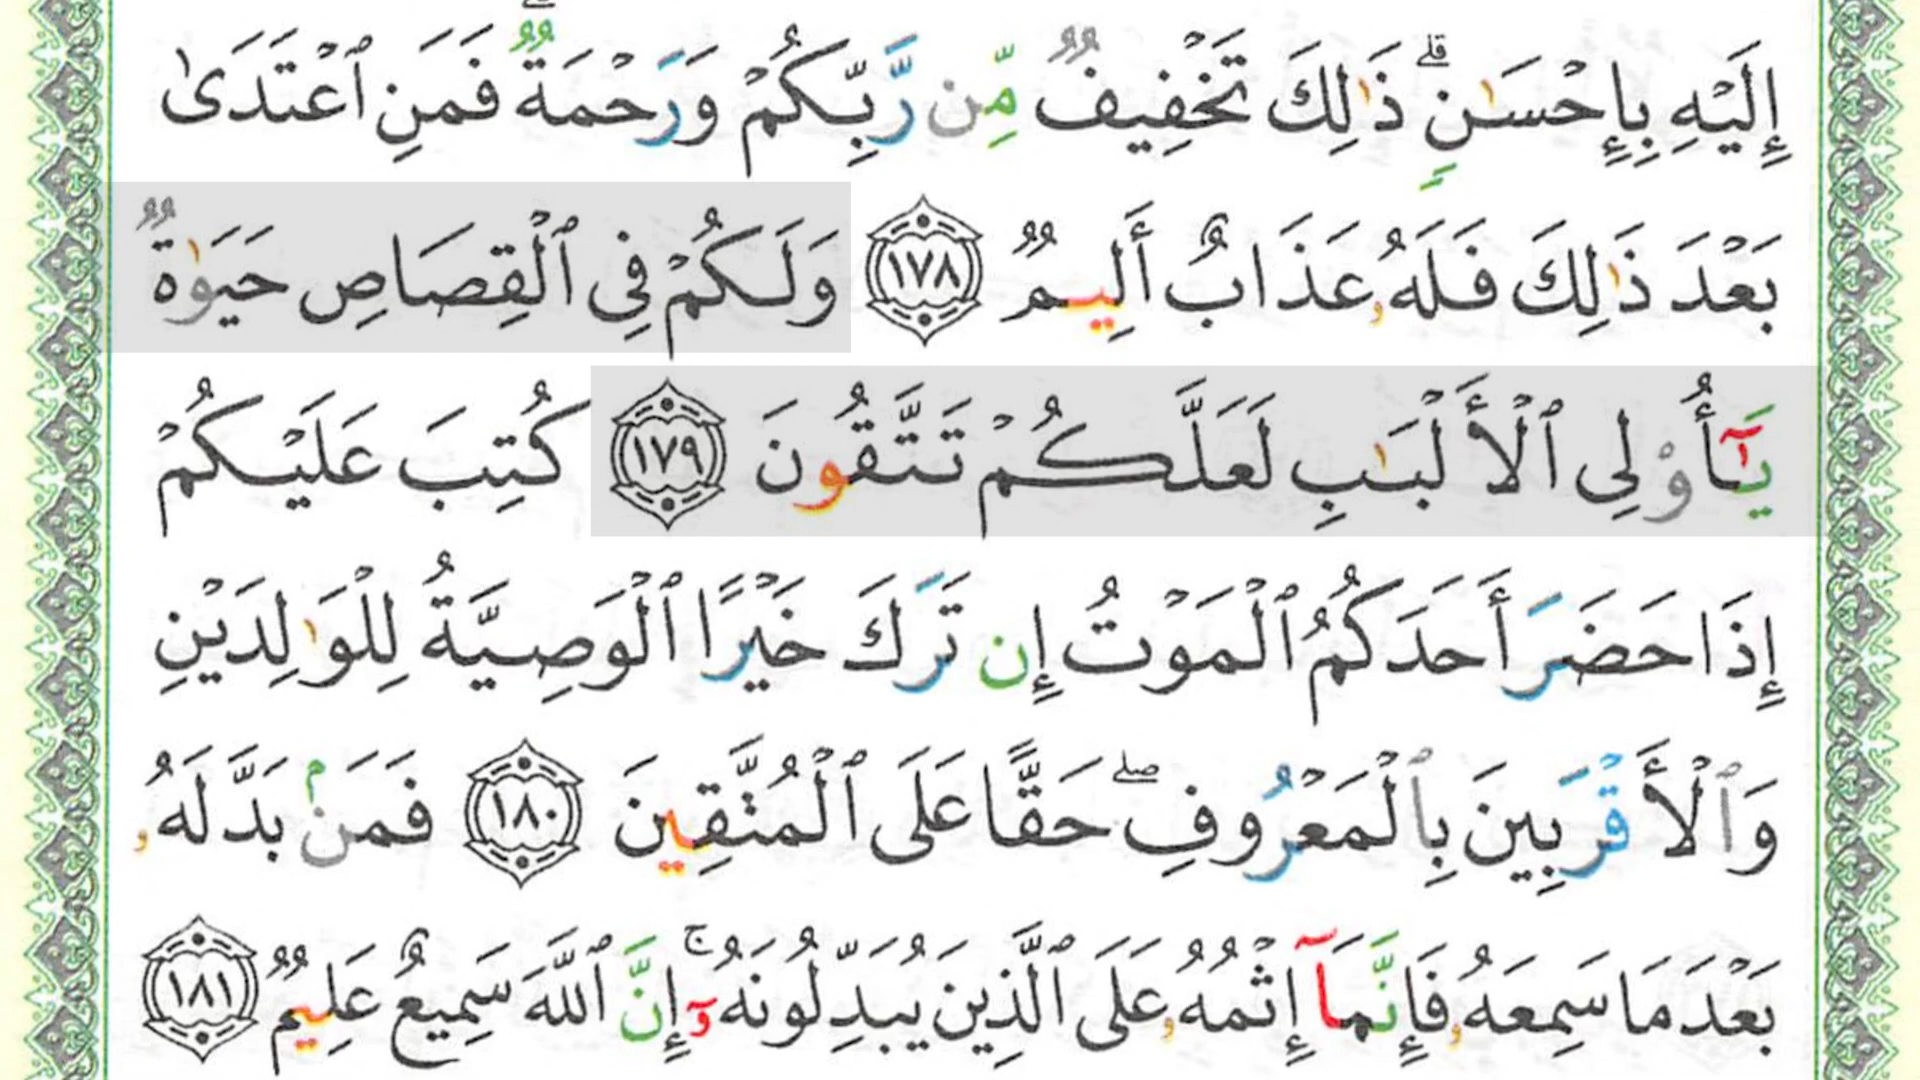 إِلَيْهِ بِإِحْسَٰنٍ ۗ ذَٰلِكَ تَخْفِيفٌ مِّن رَّبِّكُمْ وَرَحْمَةٌ ۗ فَمَنِ ٱعْتَدَىٰ
بَعْدَ ذَٰلِكَ فَلَهُۥ عَذَابٌ أَلِيمٌ ١٧٨ وَلَكُمْ فِى ٱلْقِصَاصِ حَيَوٰةٌ
يَٰٓأُو۟لِى ٱلْأَلْبَٰبِ لَعَلَّكُمْ تَتَّقُونَ ١٧٩ كُتِبَ عَلَيْكُمْ
إِذَا حَضَرَ أَحَدَكُمُ ٱلْمَوْتُ إِن تَرَكَ خَيْرًا ٱلْوَصِيَّةُ لِلْوَٰلِدَيْنِ
وَٱلْأَقْرَبِينَ بِٱلْمَعْرُوفِ ۖ حَقًّا عَلَى ٱلْمُتَّقِينَ ١٨٠ فَمَنۢ بَدَّلَهُۥ
بَعْدَمَا سَمِعَهُۥ فَإِنَّمَآ إِثْمُهُۥ عَلَى ٱلَّذِينَ يُبَدِّلُونَهُۥٓ ۚ إِنَّ ٱللَّهَ سَمِيعٌ عَلِيمٌ ١٨١